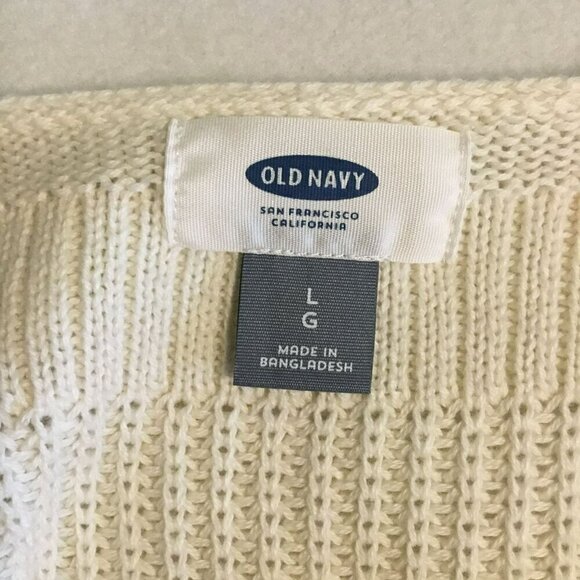 OLD NAVY
SAN FRANCISCO
CALIFORNIA
L
G
MADE IN
BANGLADESH